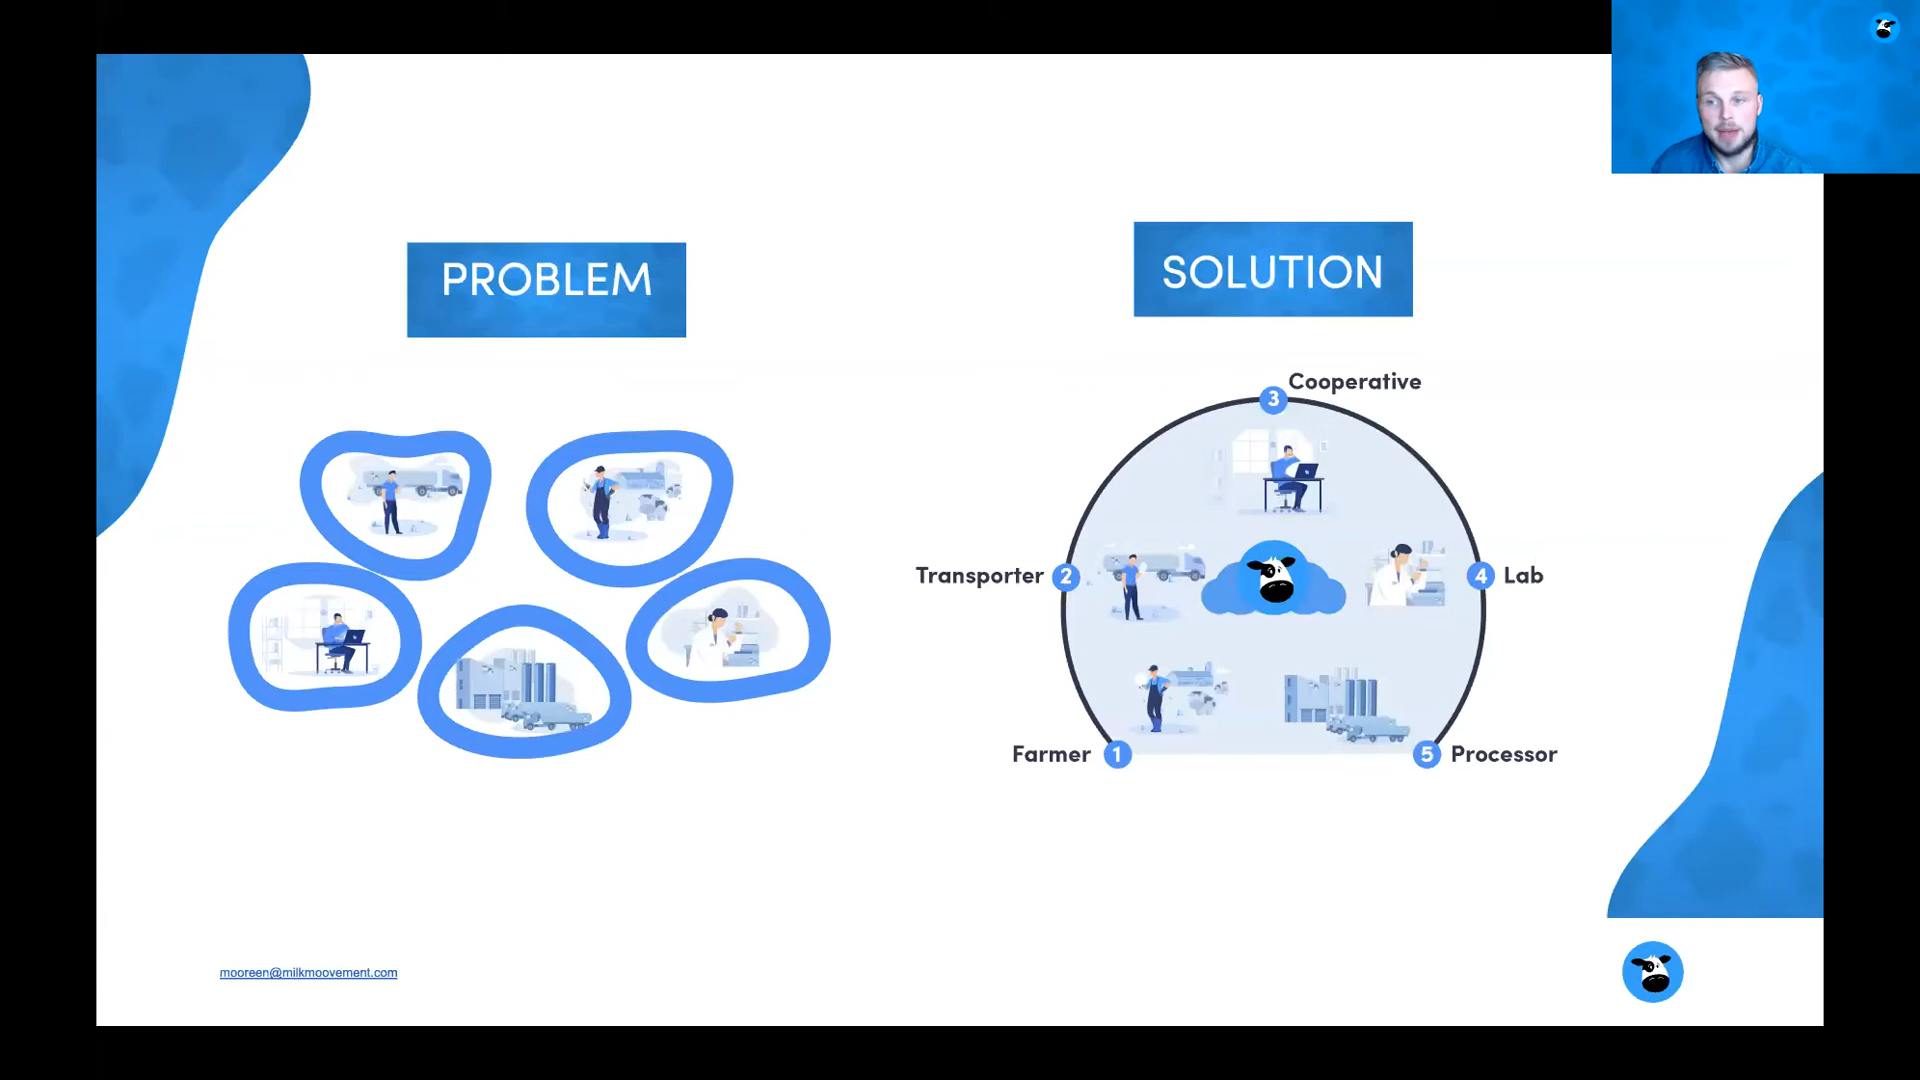 PROBLEM
SOLUTION
3 Cooperative
Transporter 2
4 Lab
Farmer 1
5 Processor
mooreen@milkmoovement.com